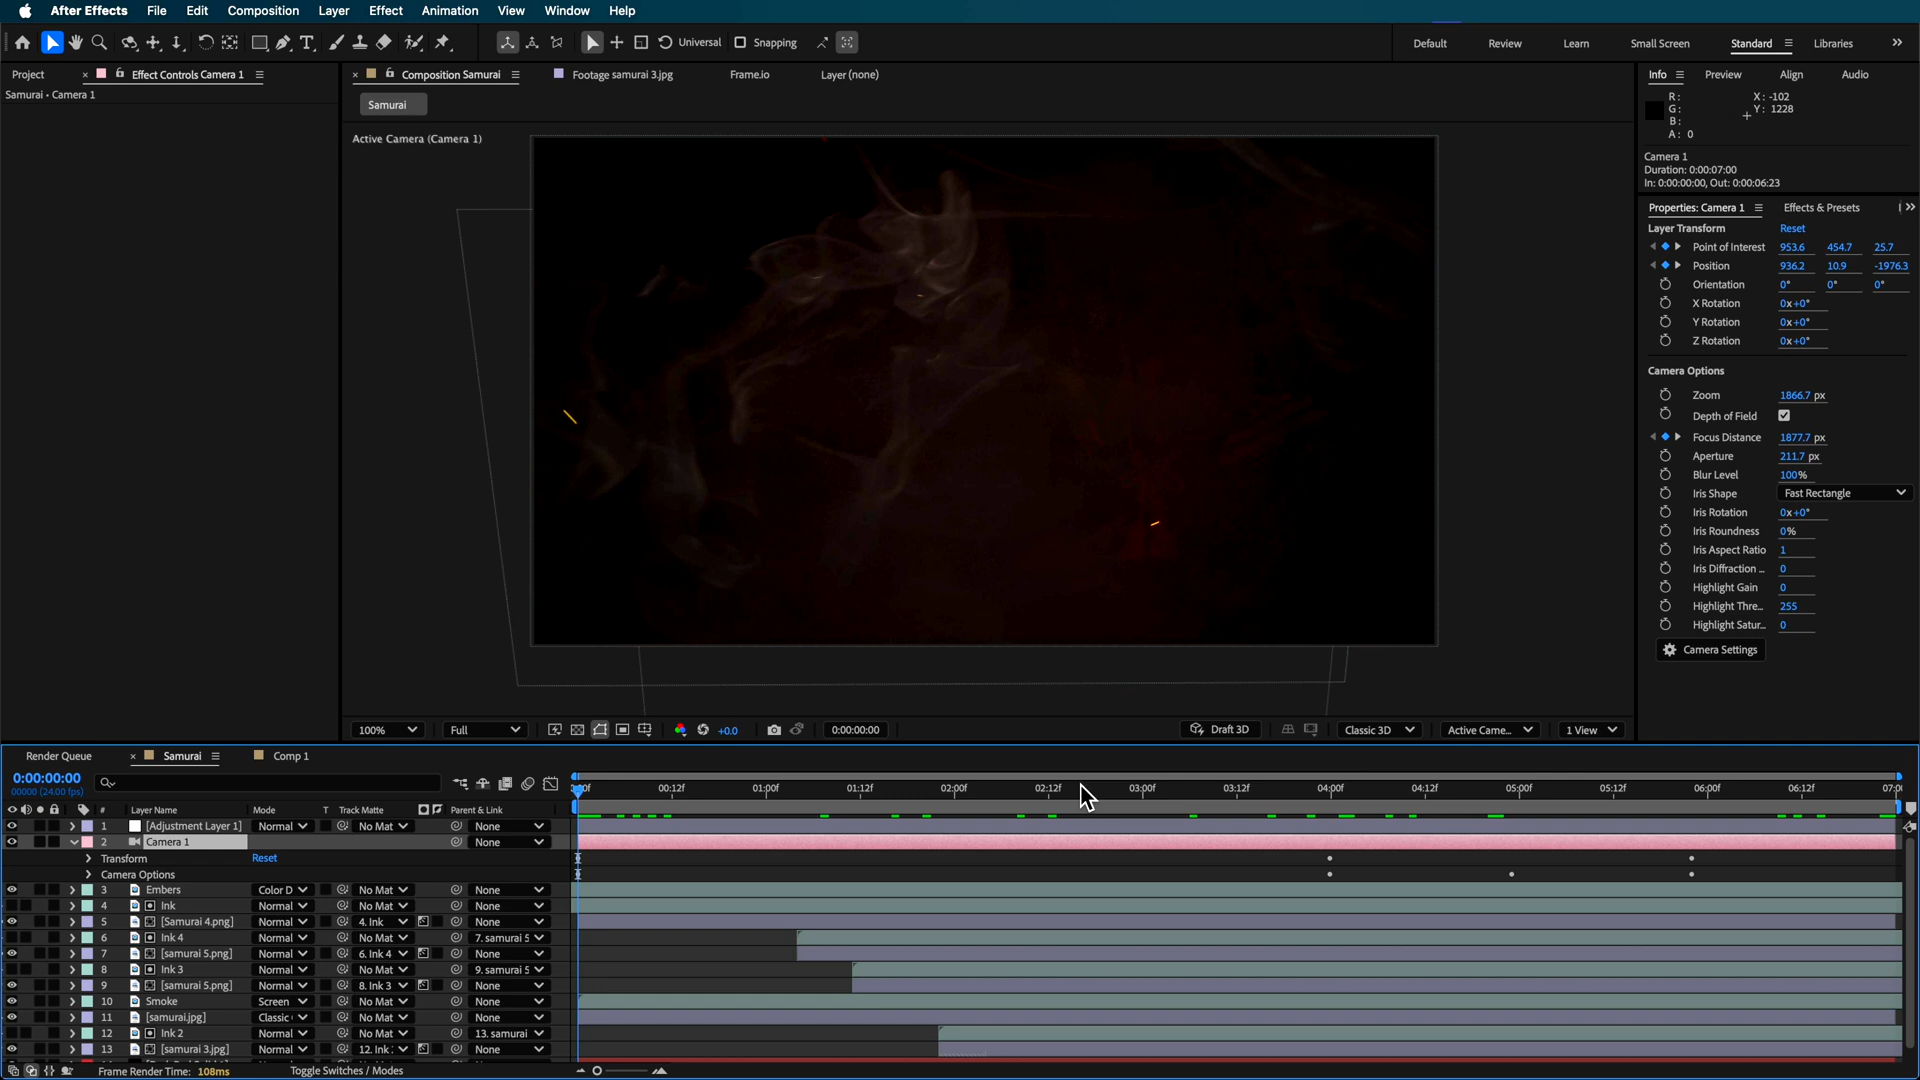 After Effects File Edit Composition Layer Effect Animation View Window Help
Universal Snapping Default Review Learn Small Screen Standard Libraries
Project Effect Controls Camera 1 Composition Samurai Footage samurai 3.jpg Frame.io Layer (none) Info Preview Align Audio
Samurai • Camera 1
Samurai
Active Camera (Camera 1)
R: X: -102
G: Y: 1228
B:
A: 0
Camera 1
Duration: 0:00:07:00
In: 0:00:00:00, Out: 0:00:06:23
Properties: Camera 1 Effects & Presets
Layer Transform Reset
Point of Interest 953.6 454.7 25.7
Position 936.2 10.9 -1976.3
Orientation 0° 0° 0°
X Rotation 0x+0°
Y Rotation 0x+0°
Z Rotation 0x+0°
Camera Options
Zoom 1866.7 px
Depth of Field
Focus Distance 1877.7 px
Aperture 211.7 px
Blur Level 100%
Iris Shape Fast Rectangle
Iris Rotation 0x+0°
Iris Roundness 0%
Iris Aspect Ratio 1
Iris Diffraction ... 0
Highlight Gain 0
Highlight Thre... 255
Highlight Satur... 0
Camera Settings
100% Full +0.0 0:00:00:00 Draft 3D Classic 3D Active Came... 1 View
Render Queue Samurai Comp 1
0:00:00:00
00000 (24.00 fps)
00:12f 01:00f 01:12f 02:00f 02:12f 03:00f 03:12f 04:00f 04:12f 05:00f 05:12f 06:00f 06:12f 07:0
# Layer Name Mode T Track Matte Parent & Link
1 [Adjustment Layer 1] Normal No Mat None
2 Camera 1 None
Transform Reset
Camera Options
3 Embers Color D No Mat None
4 Ink Normal No Mat None
5 [Samurai 4.png] Normal 4. Ink None
6 Ink 4 Normal No Mat 7. samurai 5
7 [samurai 5.png] Normal 6. Ink 4 None
8 Ink 3 Normal No Mat 9. samurai 5
9 [samurai 5.png] Normal 8. Ink 3 None
10 Smoke Screen No Mat None
11 [samurai.jpg] Classic No Mat None
12 Ink 2 Normal No Mat 13. samurai
13 [samurai 3.jpg] Normal 12. Ink None
Frame Render Time: 108ms Toggle Switches / Modes